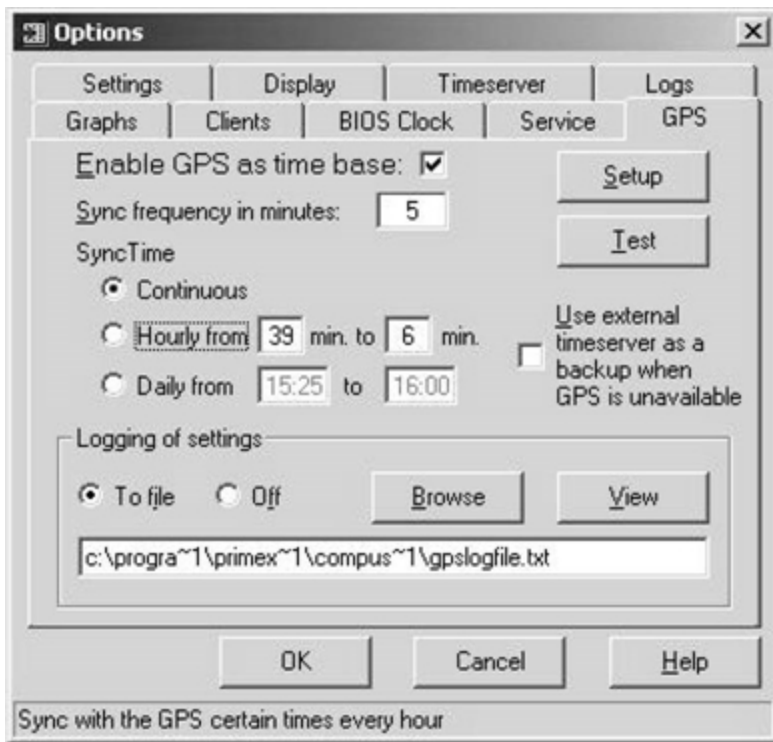 Options
Settings Display Timeserver Logs
Graphs Clients BIOS Clock Service GPS
Enable GPS as time base:
Setup
Sync frequency in minutes: 5
Test
SyncTime
Continuous
Hourly from 39 min. to 6 min.
Daily from 15:25 to 16:00
Use external
timeserver as a
backup when
GPS is unavailable
Logging of settings
To file Off Browse View
c:\progra~1\primex~1\compus~1\gpslogfile.txt
OK Cancel Help
Sync with the GPS certain times every hour